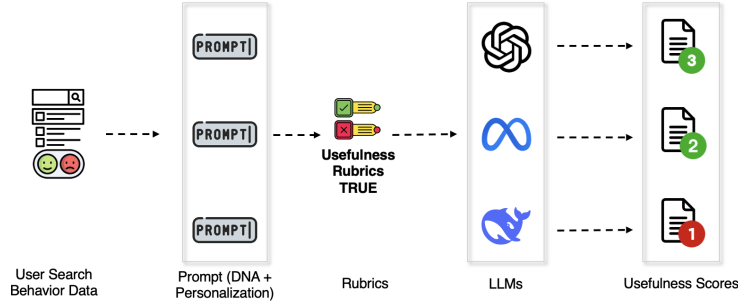 PROMPT
3
PROMPT
Usefulness
Rubrics
TRUE
2
PROMPT
1
User Search
Behavior Data
Prompt (DNA +
Personalization)
Rubrics
LLMs
Usefulness Scores